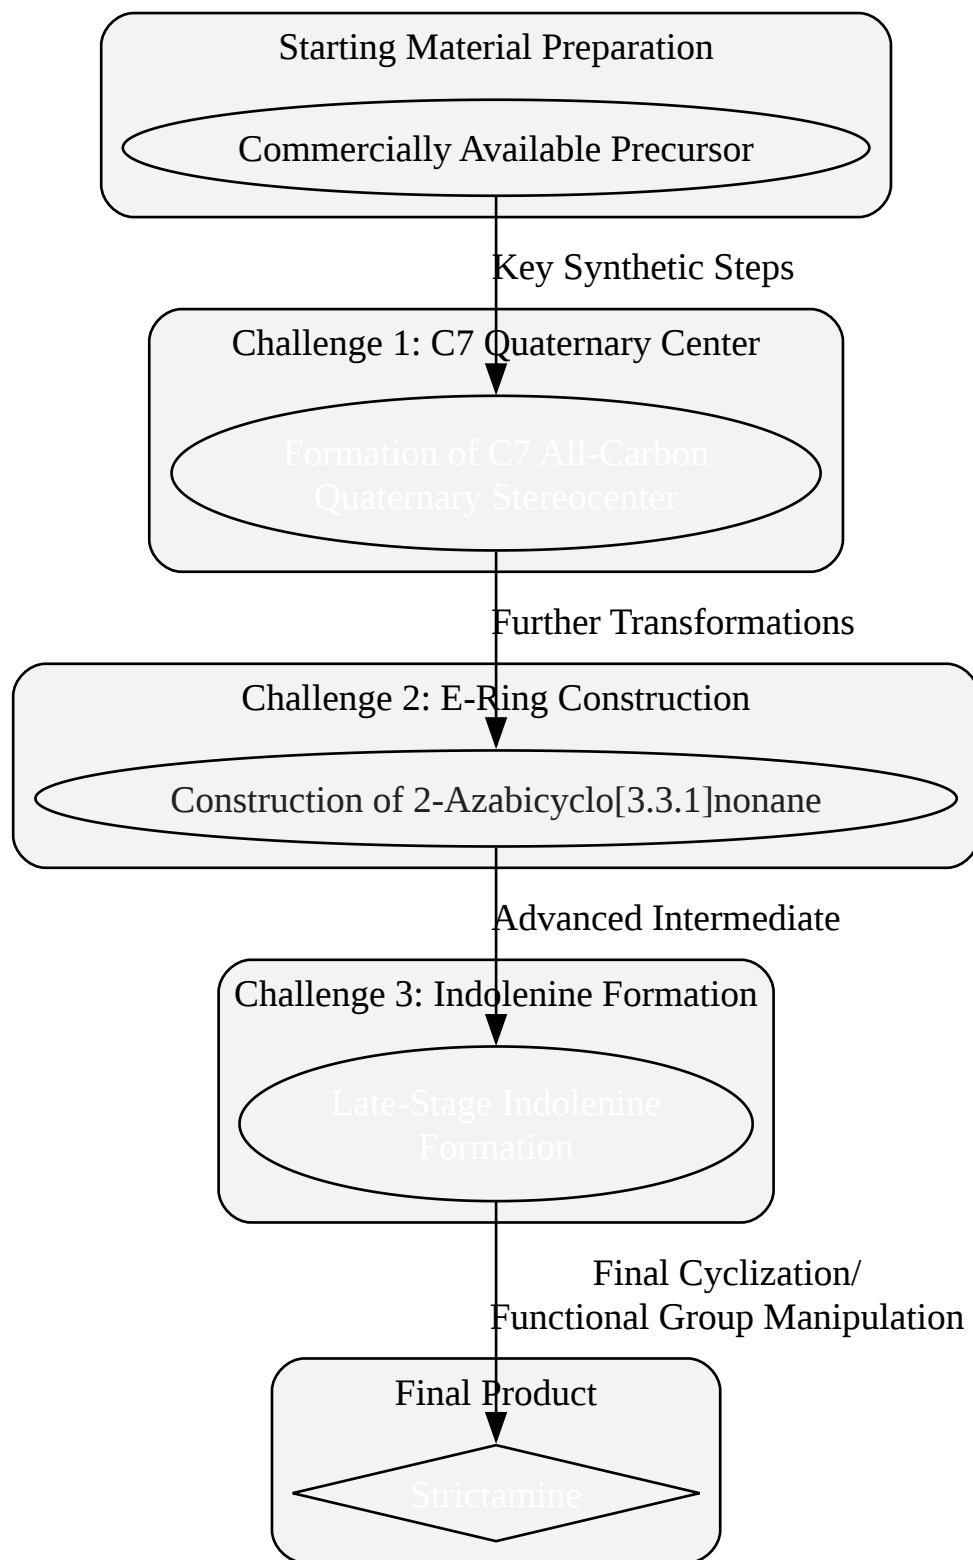 Starting Material Preparation
Commercially Available Precursor
Key Synthetic Steps
Challenge 1: C7 Quaternary Center
Formation of C7 All-Carbon
Quaternary Stereocenter
Further Transformations
Challenge 2: E-Ring Construction
Construction of 2-Azabicyclo[3.3.1]nonane
Advanced Intermediate
Challenge 3: Indolenine Formation
Late-Stage Indolenine
Formation
Final Cyclization/
Functional Group Manipulation
Final Product
Strictamine